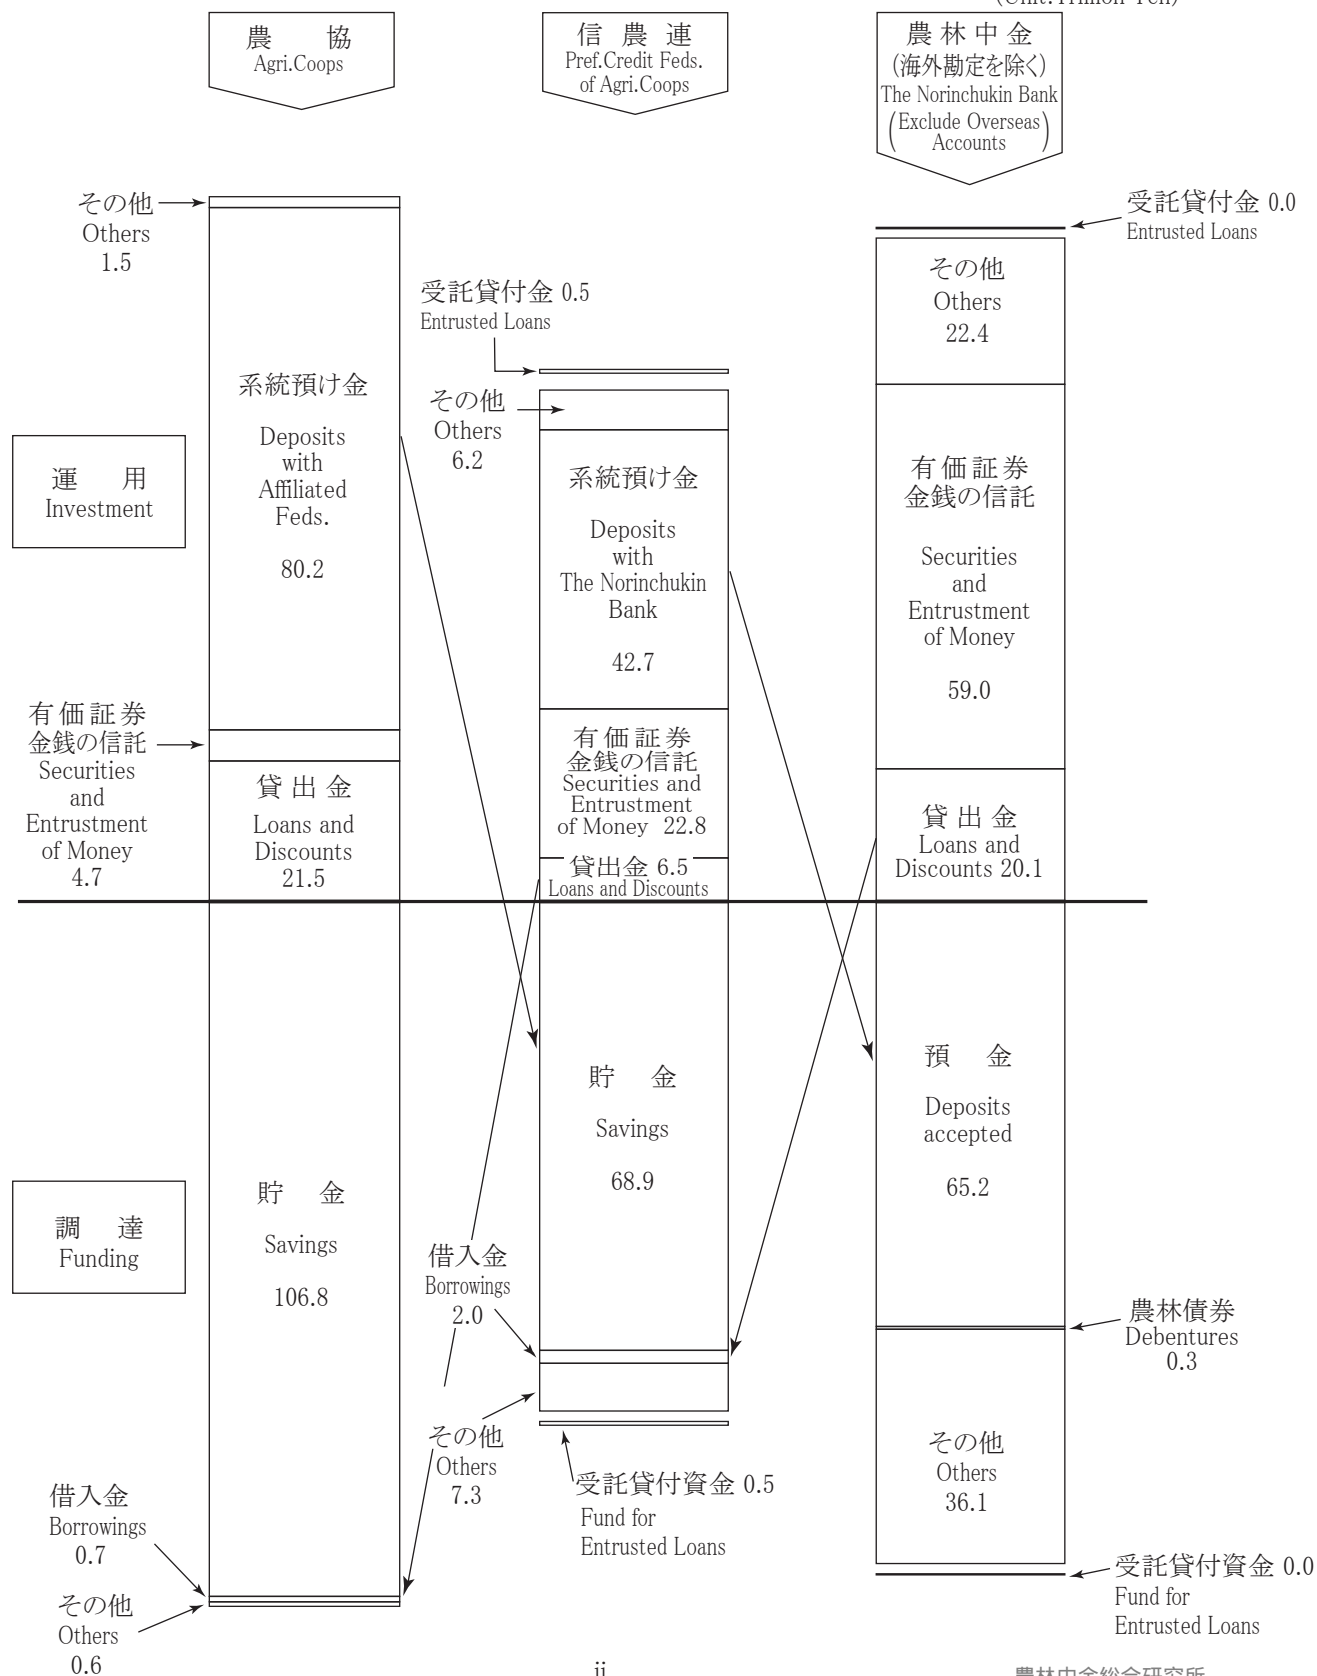 (Unit:Trillion Yen)
農 協
Agri.Coops
信 農 連
Pref.Credit Feds.
of Agri.Coops
農林中金
(海外勘定を除く)
The Norinchukin Bank
(Exclude Overseas
Accounts)
その他
Others
1.5
系統預け金
Deposits
with
Affiliated
Feds.
80.2
有価証券
金銭の信託
Securities
and
Entrustment
of Money
4.7
貸出金
Loans and
Discounts
21.5
受託貸付金 0.5
Entrusted Loans
その他
Others
6.2
系統預け金
Deposits
with
The Norinchukin
Bank
42.7
有価証券
金銭の信託
Securities and
Entrustment
of Money 22.8
貸出金 6.5
Loans and Discounts
受託貸付金 0.0
Entrusted Loans
その他
Others
22.4
有価証券
金銭の信託
Securities
and
Entrustment
of Money
59.0
貸出金
Loans and
Discounts 20.1
運 用
Investment
調 達
Funding
貯 金
Savings
106.8
借入金
Borrowings
0.7
その他
Others
0.6
貯 金
Savings
68.9
借入金
Borrowings
2.0
その他
Others
7.3
受託貸付資金 0.5
Fund for
Entrusted Loans
預 金
Deposits
accepted
65.2
農林債券
Debentures
0.3
その他
Others
36.1
受託貸付資金 0.0
Fund for
Entrusted Loans
ii
農林中金総合研究所